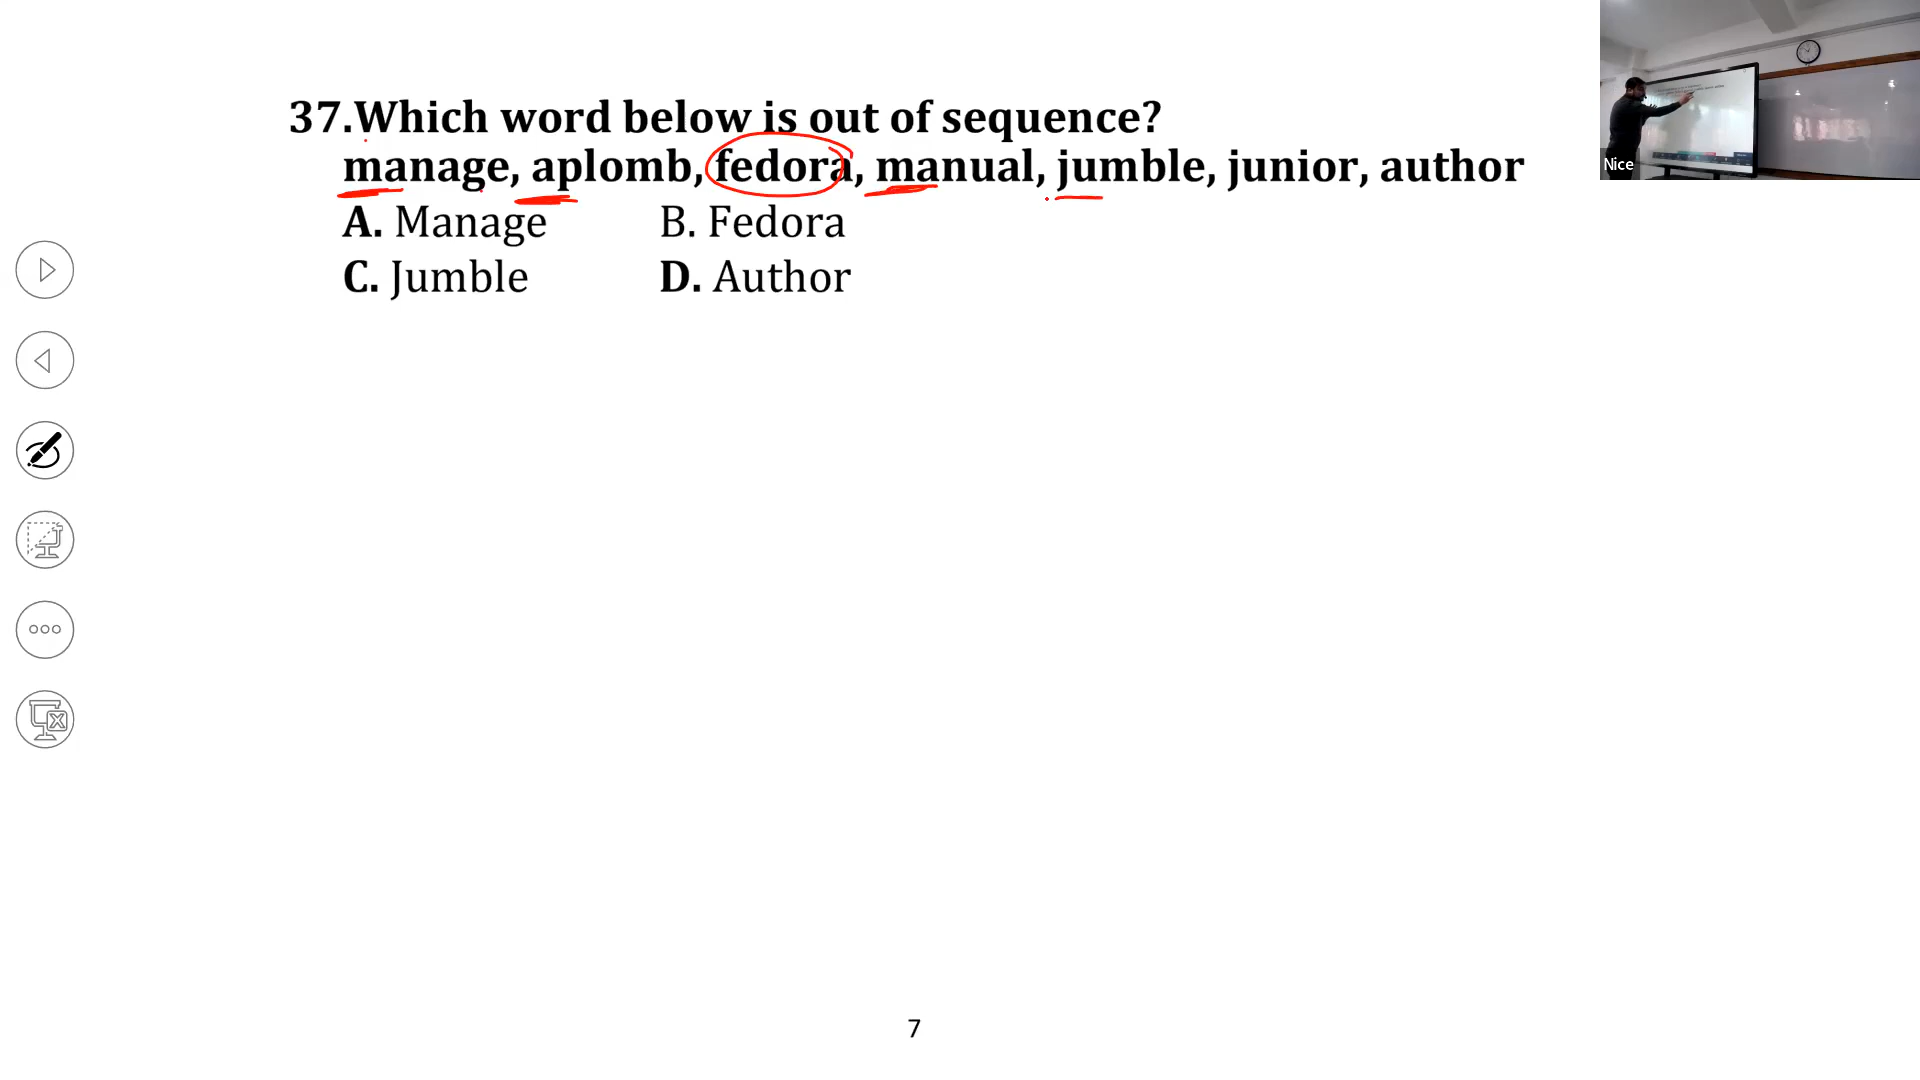 37.Which word below is out of sequence?
manage, aplomb, fedora, manual, jumble, junior, author
A. Manage B. Fedora
C. Jumble D. Author
Nice
7